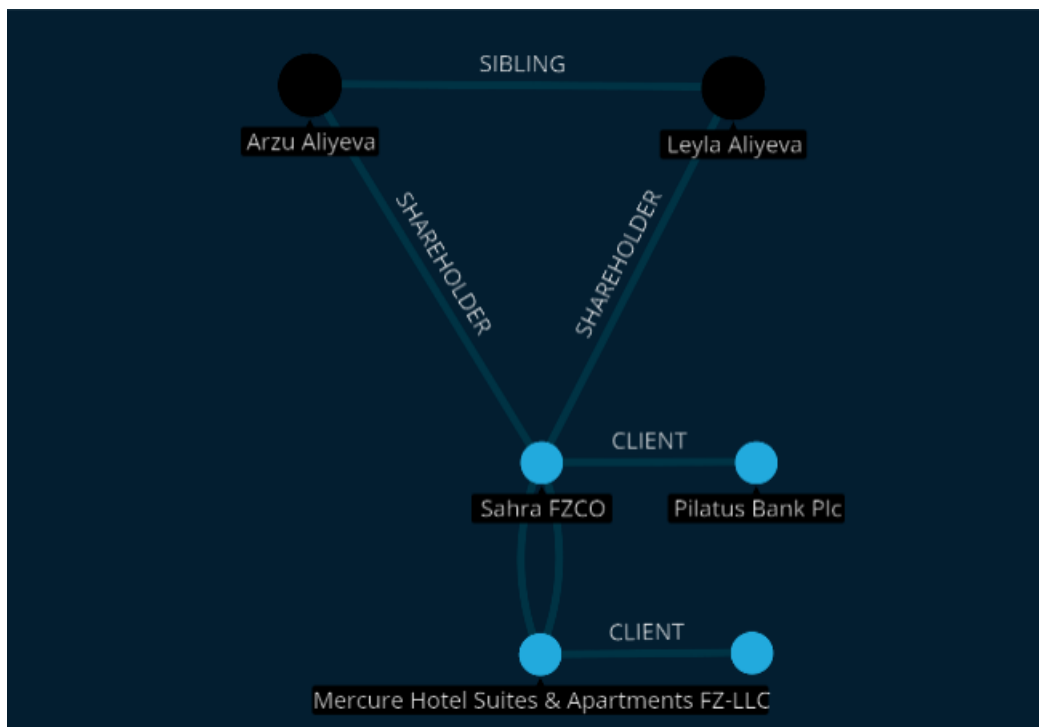 SIBLING
Arzu Aliyeva
Leyla Aliyeva
SHAREHOLDER
SHAREHOLDER
CLIENT
Sahra FZCO
Pilatus Bank Plc
CLIENT
Mercure Hotel Suites & Apartments FZ-LLC